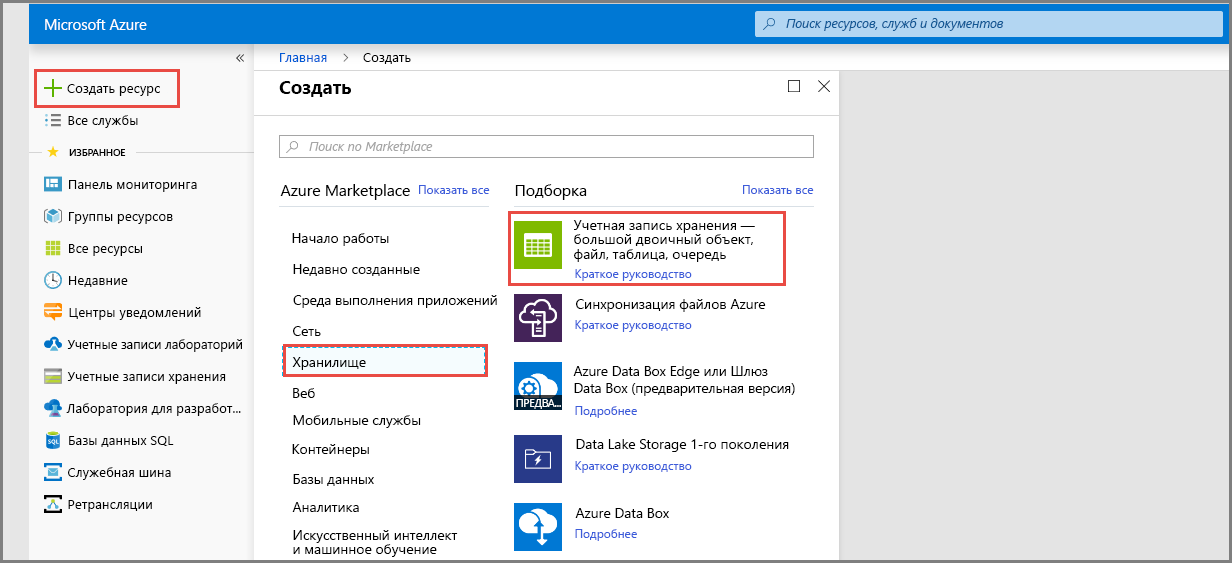 Microsoft Azure
Поиск ресурсов, служб и документов
«
Создать ресурс
Все службы
ИЗБРАННОЕ
Панель мониторинга
Группы ресурсов
Все ресурсы
Недавние
Центры уведомлений
Учетные записи лабораторий
Учетные записи хранения
Лаборатория для разработ...
SQL
Базы данных SQL
Служебная шина
Ретрансляции
Главная > Создать
Создать
Поиск по Marketplace
Azure Marketplace Показать все
Начало работы
Недавно созданные
Среда выполнения приложений
Сеть
Хранилище
Веб
Мобильные службы
Контейнеры
Базы данных
Аналитика
Искусственный интеллект
и машинное обучение
Подборка Показать все
Учетная запись хранения —
большой двоичный объект,
файл, таблица, очередь
Краткое руководство
Синхронизация файлов Azure
Краткое руководство
ПРЕДВА...
Azure Data Box Edge или Шлюз
Data Box (предварительная версия)
Подробнее
Data Lake Storage 1-го поколения
Краткое руководство
Azure Data Box
Подробнее